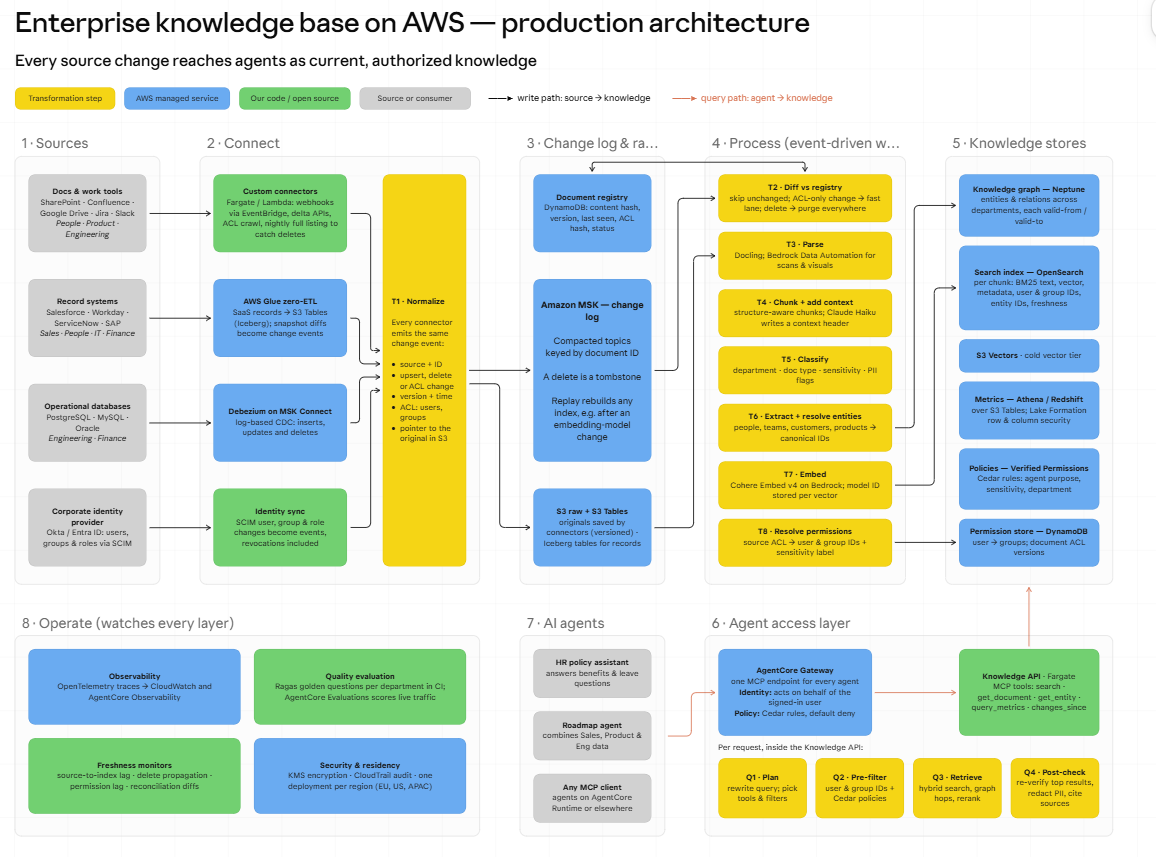 Enterprise knowledge base on AWS — production architecture
Every source change reaches agents as current, authorized knowledge
Transformation step
AWS managed service
Our code / open source
Source or consumer
write path: source → knowledge
query path: agent → knowledge
1 · Sources
Docs & work tools
SharePoint · Confluence ·
Google Drive · Jira · Slack
People · Product ·
Engineering
Record systems
Salesforce · Workday ·
ServiceNow · SAP
Sales · People · IT · Finance
Operational databases
PostgreSQL · MySQL ·
Oracle
Engineering · Finance
Corporate identity
provider
Okta / Entra ID: users,
groups & roles via SCIM
2 · Connect
Custom connectors
Fargate / Lambda: webhooks
via EventBridge, delta APIs,
ACL crawl, nightly full listing to
catch deletes
AWS Glue zero-ETL
SaaS records → S3 Tables
(Iceberg); snapshot diffs
become change events
Debezium on MSK Connect
log-based CDC: inserts,
updates and deletes
Identity sync
SCIM user, group & role
changes become events,
revocations included
T1 · Normalize
Every connector
emits the same
change event:
• source + ID
• upsert, delete
or ACL change
• version + time
• ACL: users,
groups
• pointer to the
original in S3
3 · Change log & ra...
Document registry
DynamoDB: content hash,
version, last seen, ACL
hash, status
Amazon MSK — change
log
Compacted topics
keyed by document ID
A delete is a tombstone
Replay rebuilds any
index, e.g. after an
embedding-model
change
S3 raw + S3 Tables
originals saved by
connectors (versioned) ·
Iceberg tables for records
4 · Process (event-driven w...
T2 · Diff vs registry
skip unchanged; ACL-only change → fast
lane; delete → purge everywhere
T3 · Parse
Docling; Bedrock Data Automation for
scans & visuals
T4 · Chunk + add context
structure-aware chunks; Claude Haiku
writes a context header
T5 · Classify
department · doc type · sensitivity · PII
flags
T6 · Extract + resolve entities
people, teams, customers, products →
canonical IDs
T7 · Embed
Cohere Embed v4 on Bedrock; model ID
stored per vector
T8 · Resolve permissions
source ACL → user & group IDs +
sensitivity label
5 · Knowledge stores
Knowledge graph — Neptune
entities & relations across
departments, each valid-from /
valid-to
Search index — OpenSearch
per chunk: BM25 text, vector,
metadata, user & group IDs,
entity IDs, freshness
S3 Vectors · cold vector tier
Metrics — Athena / Redshift
over S3 Tables; Lake Formation
row & column security
Policies — Verified Permissions
Cedar rules: agent purpose,
sensitivity, department
Permission store — DynamoDB
user → groups; document ACL
versions
8 · Operate (watches every layer)
Observability
OpenTelemetry traces → CloudWatch and
AgentCore Observability
Quality evaluation
Ragas golden questions per department in CI;
AgentCore Evaluations scores live traffic
Freshness monitors
source-to-index lag · delete propagation ·
permission lag · reconciliation diffs
Security & residency
KMS encryption · CloudTrail audit · one
deployment per region (EU, US, APAC)
7 · AI agents
HR policy assistant
answers benefits & leave
questions
Roadmap agent
combines Sales, Product &
Eng data
Any MCP client
agents on AgentCore
Runtime or elsewhere
6 · Agent access layer
AgentCore Gateway
one MCP endpoint for every agent
Identity: acts on behalf of the
signed-in user
Policy: Cedar rules, default deny
Knowledge API · Fargate
MCP tools: search ·
get_document · get_entity ·
query_metrics · changes_since
Per request, inside the Knowledge API:
Q1 · Plan
rewrite query; pick
tools & filters
Q2 · Pre-filter
user & group IDs +
Cedar policies
Q3 · Retrieve
hybrid search, graph
hops, rerank
Q4 · Post-check
re-verify top results,
redact PII, cite
sources